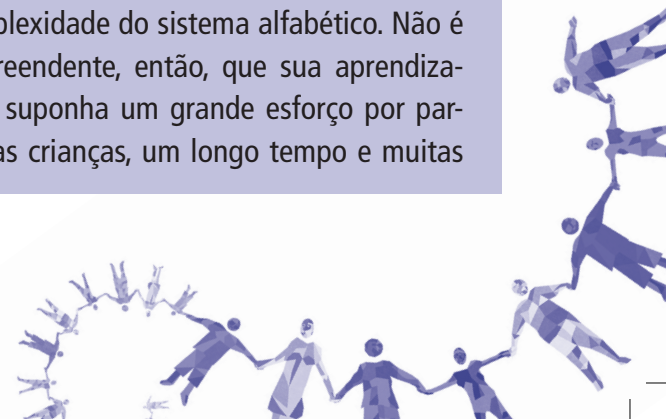 plexidade do sistema alfabético. Não é
reendente, então, que sua aprendiza-
suponha um grande esforço por par-
as crianças, um longo tempo e muitas